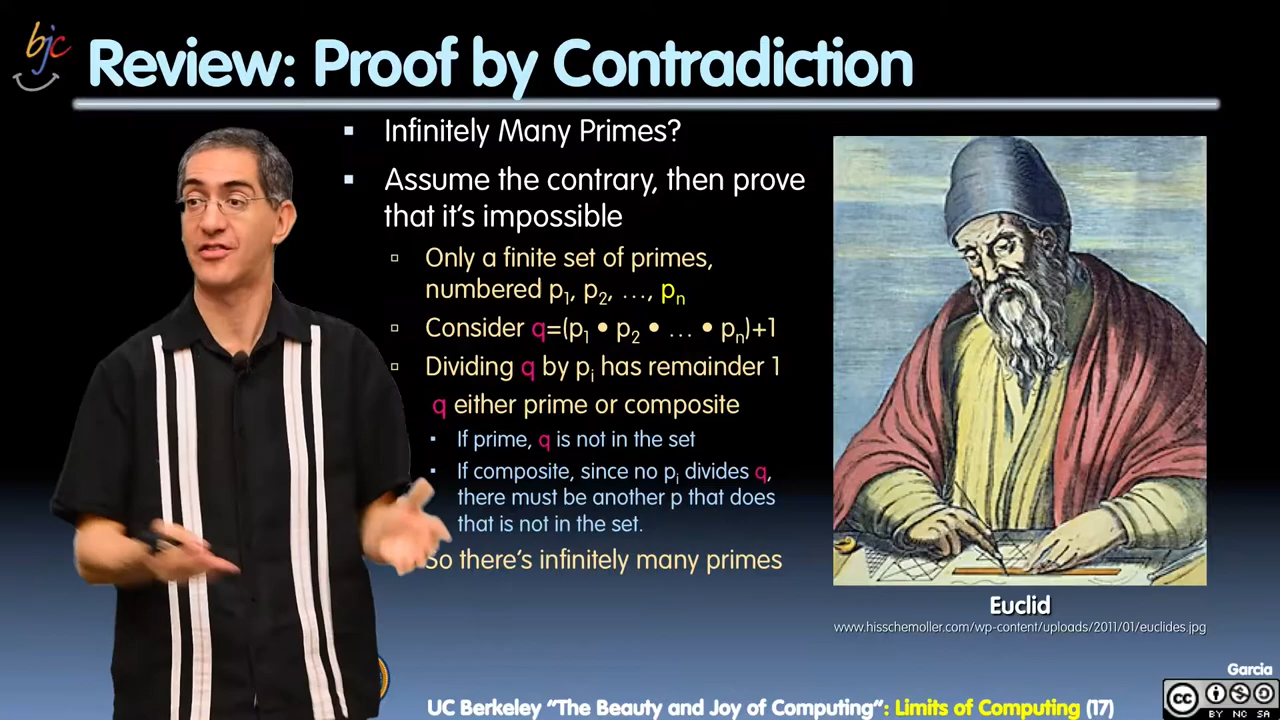 bjc
Review: Proof by Contradiction
▪ Infinitely Many Primes?
▪ Assume the contrary, then prove
that it's impossible
▫ Only a finite set of primes,
numbered p₁, p₂, …, pₙ
▫ Consider q=(p₁ • p₂ • … • pₙ)+1
▫ Dividing q by pᵢ has remainder 1
q either prime or composite
▪ If prime, q is not in the set
▪ If composite, since no pᵢ divides q,
there must be another p that does
that is not in the set.
So there's infinitely many primes
Euclid
www.hisschemoller.com/wp-content/uploads/2011/01/euclides.jpg
Garcia
UC Berkeley "The Beauty and Joy of Computing": Limits of Computing (17)
cc
BY NC SA